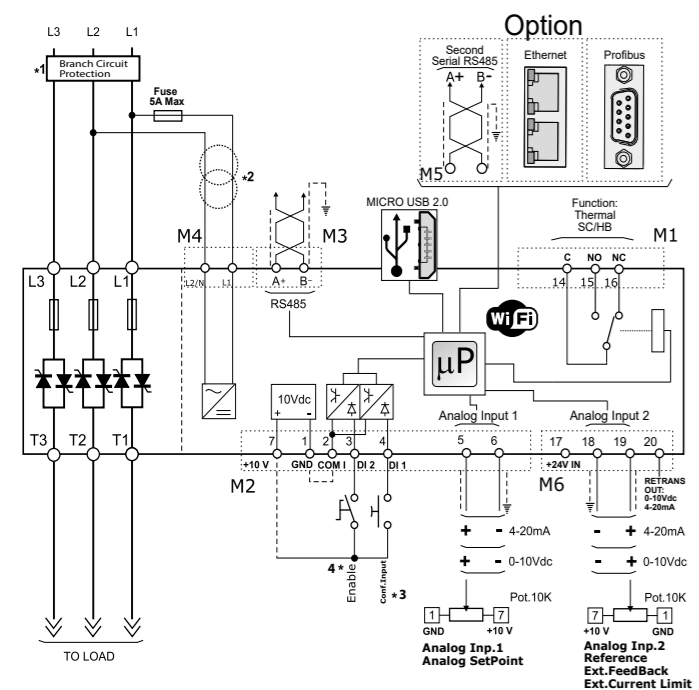 Option
L3 L2 L1
*1 Branch Circuit
Protection
Fuse
5A Max
*2
Second
Serial RS485
A+ B-
Ethernet
Profibus
M5
MICRO USB 2.0
Function:
Thermal
SC/HB
M4
M3
M1
C NO NC
14 15 16
L3 L2 L1
L2/N L1
A+ B-
RS485
WiFi
µP
10Vdc
+ -
Analog Input 1
Analog Input 2
T3 T2 T1
7 1 2 3 4 5 6 17 18 19 20
+10 V GND COM I DI 2 DI 1
+24V IN
M2
M6
RETRANS
OUT:
0-10Vdc
4-20mA
+ - 4-20mA
- + 4-20mA
+ - 0-10Vdc
- + 0-10Vdc
4*
Enable
Conf.Input
*3
Pot.10K
Pot.10K
1 7
7 1
GND +10 V
+10 V GND
Analog Inp.1
Analog SetPoint
Analog Inp.2
Reference
Ext.FeedBack
Ext.Current Limit
TO LOAD